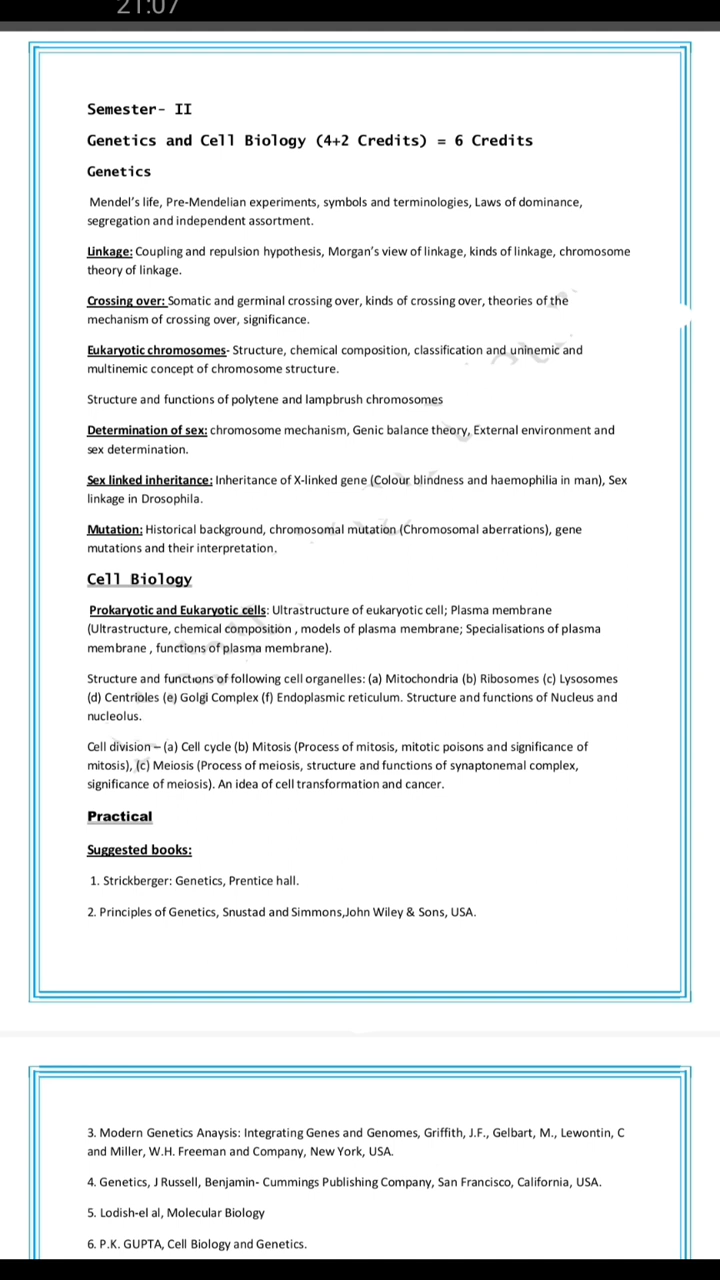 21:07
Semester- II
Genetics and Cell Biology (4+2 Credits) = 6 Credits
Genetics
Mendel's life, Pre-Mendelian experiments, symbols and terminologies, Laws of dominance,
segregation and independent assortment.
Linkage: Coupling and repulsion hypothesis, Morgan's view of linkage, kinds of linkage, chromosome
theory of linkage.
Crossing over: Somatic and germinal crossing over, kinds of crossing over, theories of the
mechanism of crossing over, significance.
Eukaryotic chromosomes- Structure, chemical composition, classification and uninemic and
multinemic concept of chromosome structure.
Structure and functions of polytene and lampbrush chromosomes
Determination of sex: chromosome mechanism, Genic balance theory, External environment and
sex determination.
Sex linked inheritance: Inheritance of X-linked gene (Colour blindness and haemophilia in man), Sex
linkage in Drosophila.
Mutation: Historical background, chromosomal mutation (Chromosomal aberrations), gene
mutations and their interpretation.
Cell Biology
Prokaryotic and Eukaryotic cells: Ultrastructure of eukaryotic cell; Plasma membrane
(Ultrastructure, chemical composition , models of plasma membrane; Specialisations of plasma
membrane , functions of plasma membrane).
Structure and functions of following cell organelles: (a) Mitochondria (b) Ribosomes (c) Lysosomes
(d) Centrioles (e) Golgi Complex (f) Endoplasmic reticulum. Structure and functions of Nucleus and
nucleolus.
Cell division – (a) Cell cycle (b) Mitosis (Process of mitosis, mitotic poisons and significance of
mitosis), (c) Meiosis (Process of meiosis, structure and functions of synaptonemal complex,
significance of meiosis). An idea of cell transformation and cancer.
Practical
Suggested books:
1. Strickberger: Genetics, Prentice hall.
2. Principles of Genetics, Snustad and Simmons,John Wiley & Sons, USA.
3. Modern Genetics Anaysis: Integrating Genes and Genomes, Griffith, J.F., Gelbart, M., Lewontin, C
and Miller, W.H. Freeman and Company, New York, USA.
4. Genetics, J Russell, Benjamin- Cummings Publishing Company, San Francisco, California, USA.
5. Lodish-el al, Molecular Biology
6. P.K. GUPTA, Cell Biology and Genetics.